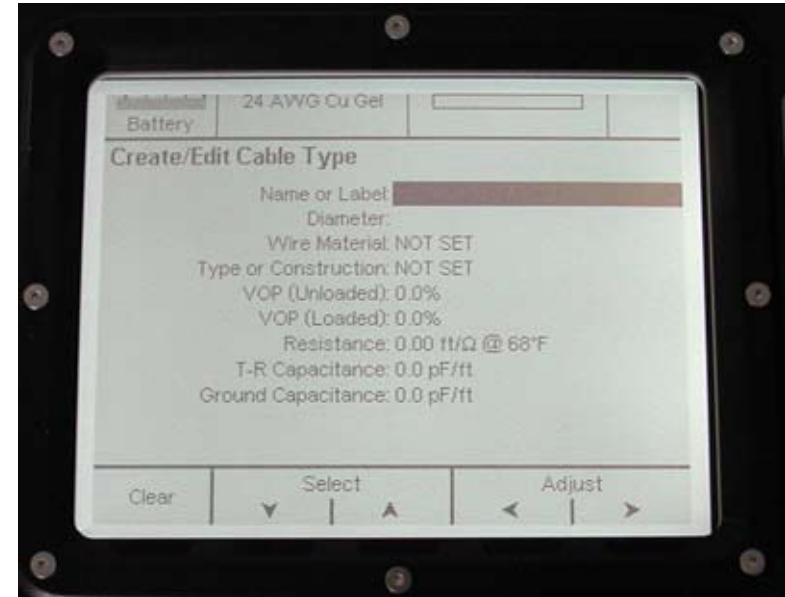 24 AWG Cu Gel
Battery
Create/Edit Cable Type
Name or Label:
Diameter:
Wire Material: NOT SET
Type or Construction: NOT SET
VOP (Unloaded): 0.0%
VOP (Loaded): 0.0%
Resistance: 0.00 ft/Ω @ 68°F
T-R Capacitance: 0.0 pF/ft
Ground Capacitance: 0.0 pF/ft
Clear Select Adjust